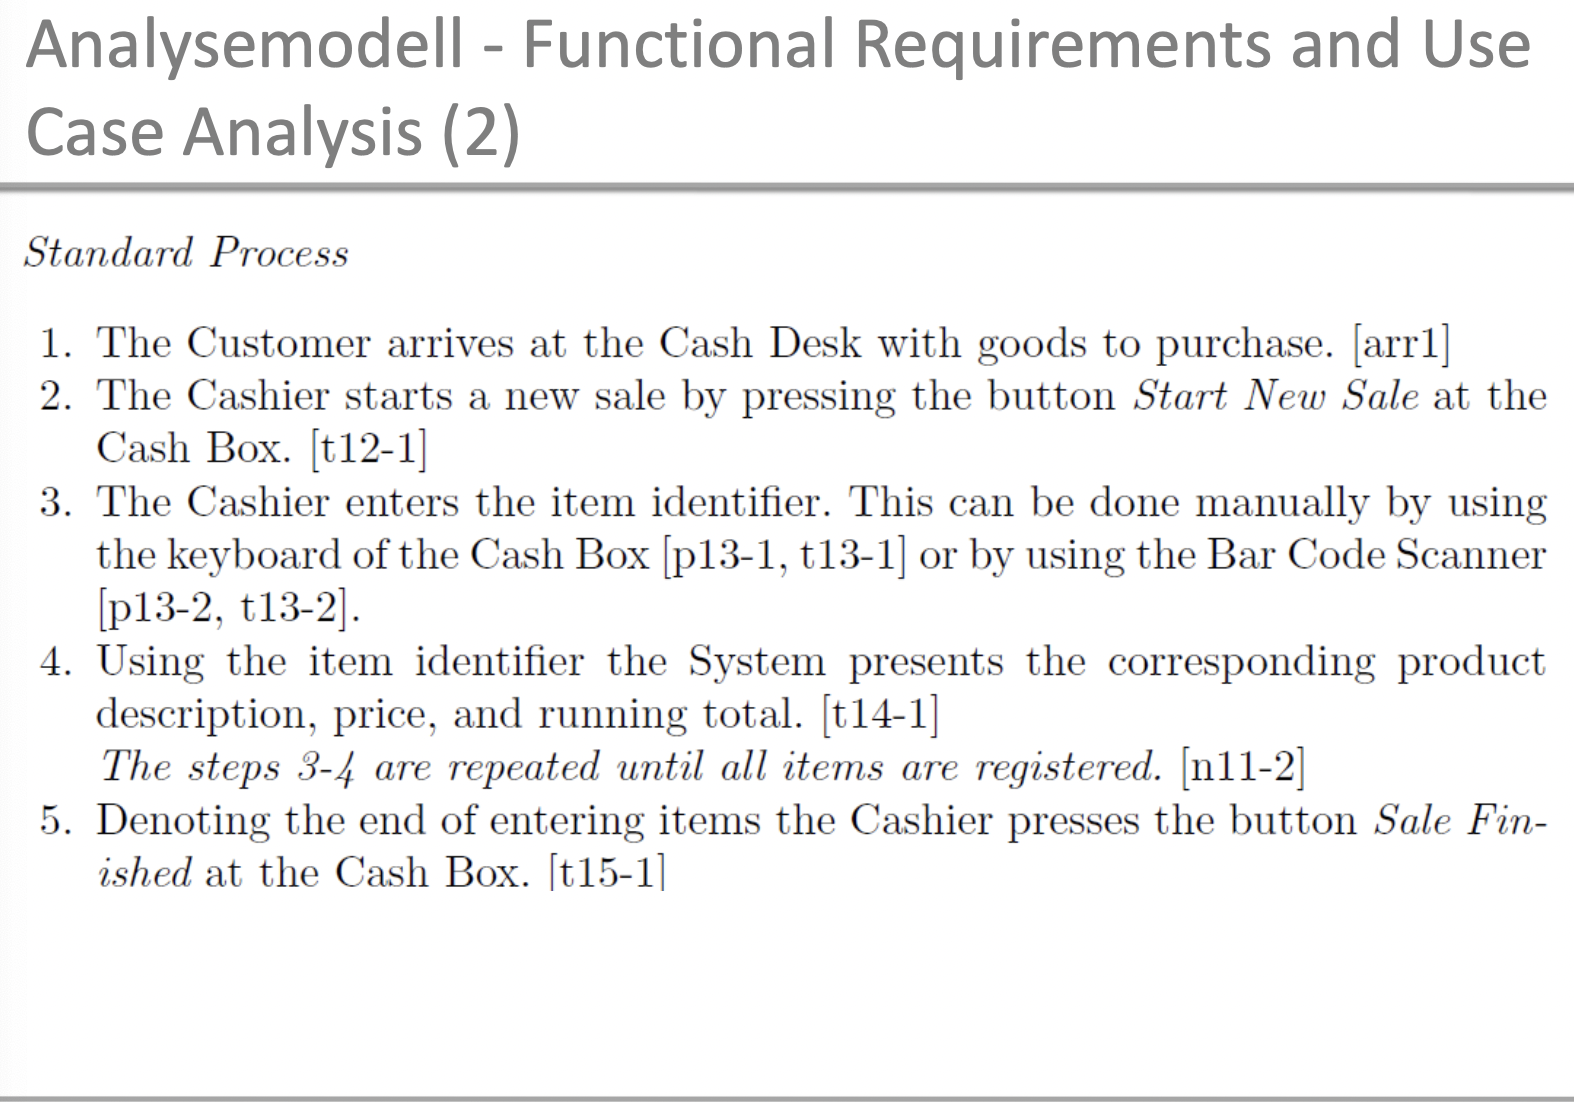 Analysemodell - Functional Requirements and Use
Case Analysis (2)
Standard Process
1. The Customer arrives at the Cash Desk with goods to purchase. [arr1]
2. The Cashier starts a new sale by pressing the button Start New Sale at the
Cash Box. [t12-1]
3. The Cashier enters the item identifier. This can be done manually by using
the keyboard of the Cash Box [p13-1, t13-1] or by using the Bar Code Scanner
[p13-2, t13-2].
4. Using the item identifier the System presents the corresponding product
description, price, and running total. [t14-1]
The steps 3-4 are repeated until all items are registered. [n11-2]
5. Denoting the end of entering items the Cashier presses the button Sale Fin-
ished at the Cash Box. [t15-1]